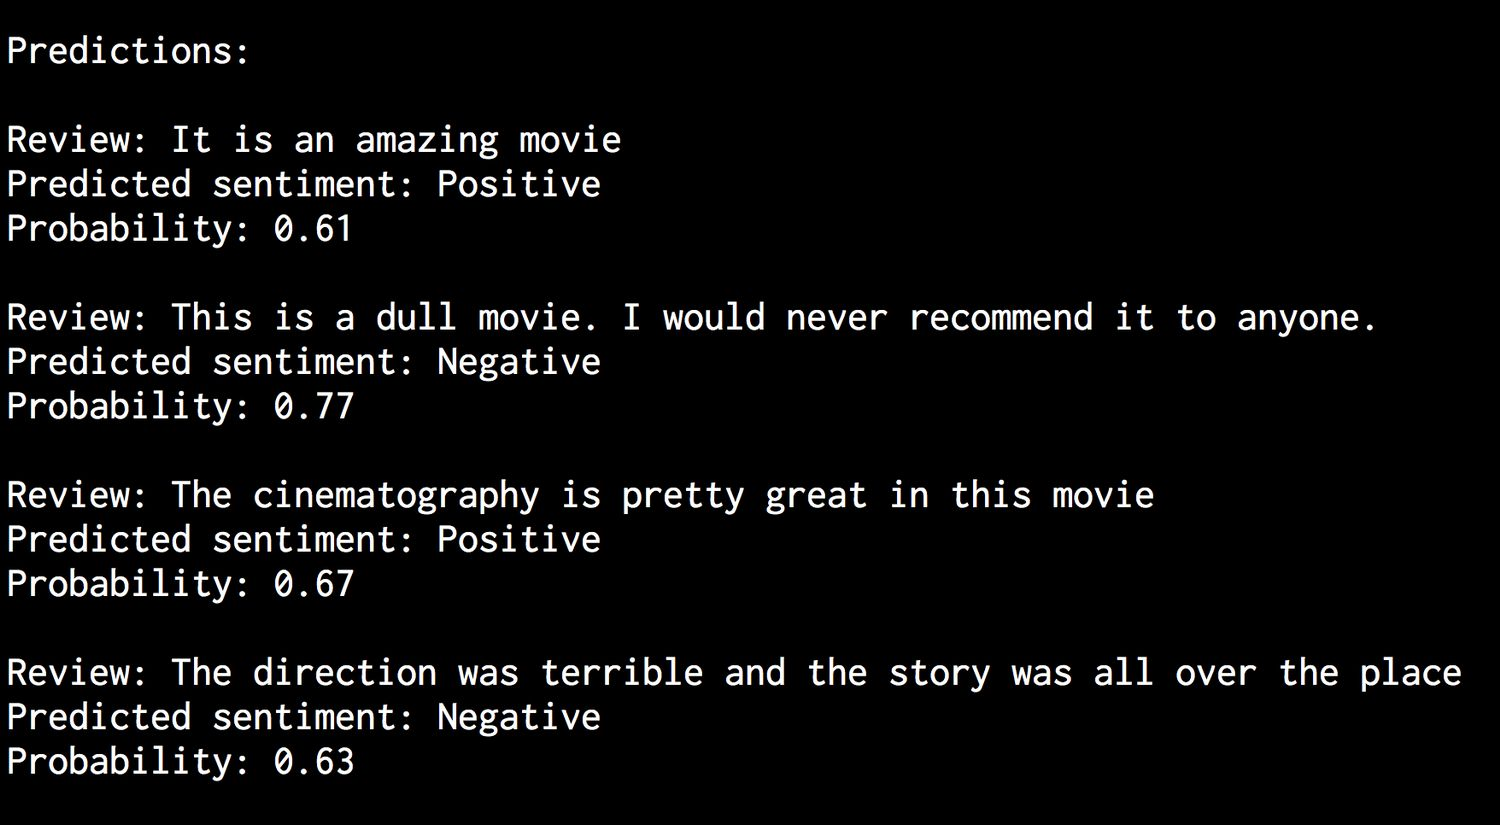 Predictions:
Review: It is an amazing movie
Predicted sentiment: Positive
Probability: 0.61
Review: This is a dull movie. I would never recommend it to anyone.
Predicted sentiment: Negative
Probability: 0.77
Review: The cinematography is pretty great in this movie
Predicted sentiment: Positive
Probability: 0.67
Review: The direction was terrible and the story was all over the place
Predicted sentiment: Negative
Probability: 0.63